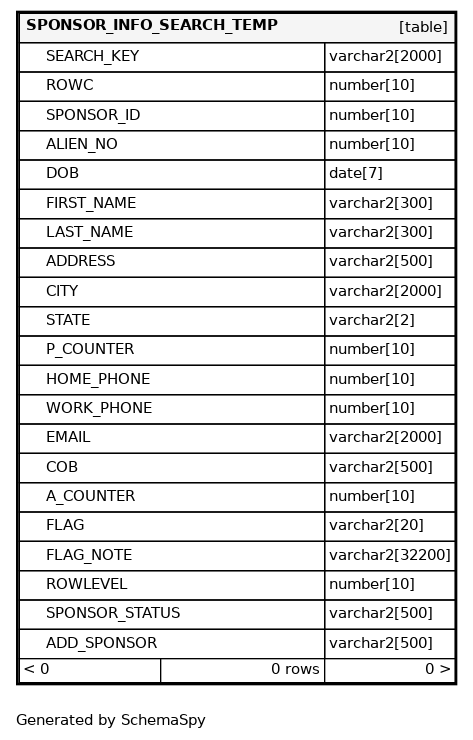 SPONSOR_INFO_SEARCH_TEMP [table]
SEARCH_KEY varchar2[2000]
ROWC number[10]
SPONSOR_ID number[10]
ALIEN_NO number[10]
DOB date[7]
FIRST_NAME varchar2[300]
LAST_NAME varchar2[300]
ADDRESS varchar2[500]
CITY varchar2[2000]
STATE varchar2[2]
P_COUNTER number[10]
HOME_PHONE number[10]
WORK_PHONE number[10]
EMAIL varchar2[2000]
COB varchar2[500]
A_COUNTER number[10]
FLAG varchar2[20]
FLAG_NOTE varchar2[32200]
ROWLEVEL number[10]
SPONSOR_STATUS varchar2[500]
ADD_SPONSOR varchar2[500]
< 0 0 rows 0 >
Generated by SchemaSpy